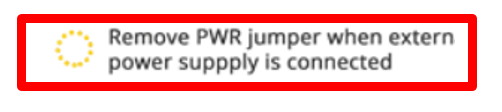 Remove PWR jumper when extern
power suppply is connected